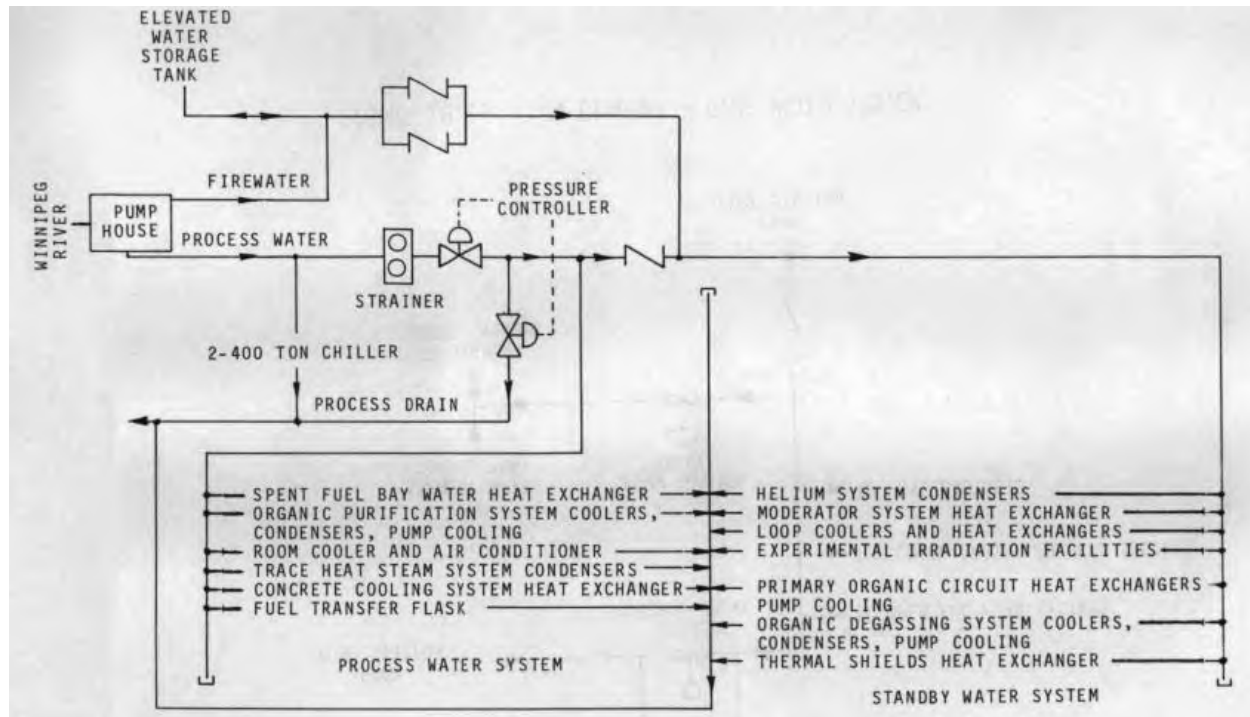 ELEVATED
WATER
STORAGE
TANK
FIREWATER
WINNIPEG
RIVER
PUMP
HOUSE
PROCESS WATER
PRESSURE
CONTROLLER
STRAINER
2-400 TON CHILLER
PROCESS DRAIN
SPENT FUEL BAY WATER HEAT EXCHANGER
ORGANIC PURIFICATION SYSTEM COOLERS,
CONDENSERS, PUMP COOLING
ROOM COOLER AND AIR CONDITIONER
TRACE HEAT STEAM SYSTEM CONDENSERS
CONCRETE COOLING SYSTEM HEAT EXCHANGER
FUEL TRANSFER FLASK
PROCESS WATER SYSTEM
HELIUM SYSTEM CONDENSERS
MODERATOR SYSTEM HEAT EXCHANGER
LOOP COOLERS AND HEAT EXCHANGERS
EXPERIMENTAL IRRADIATION FACILITIES
PRIMARY ORGANIC CIRCUIT HEAT EXCHANGERS
PUMP COOLING
ORGANIC DEGASSING SYSTEM COOLERS,
CONDENSERS, PUMP COOLING
THERMAL SHIELDS HEAT EXCHANGER
STANDBY WATER SYSTEM